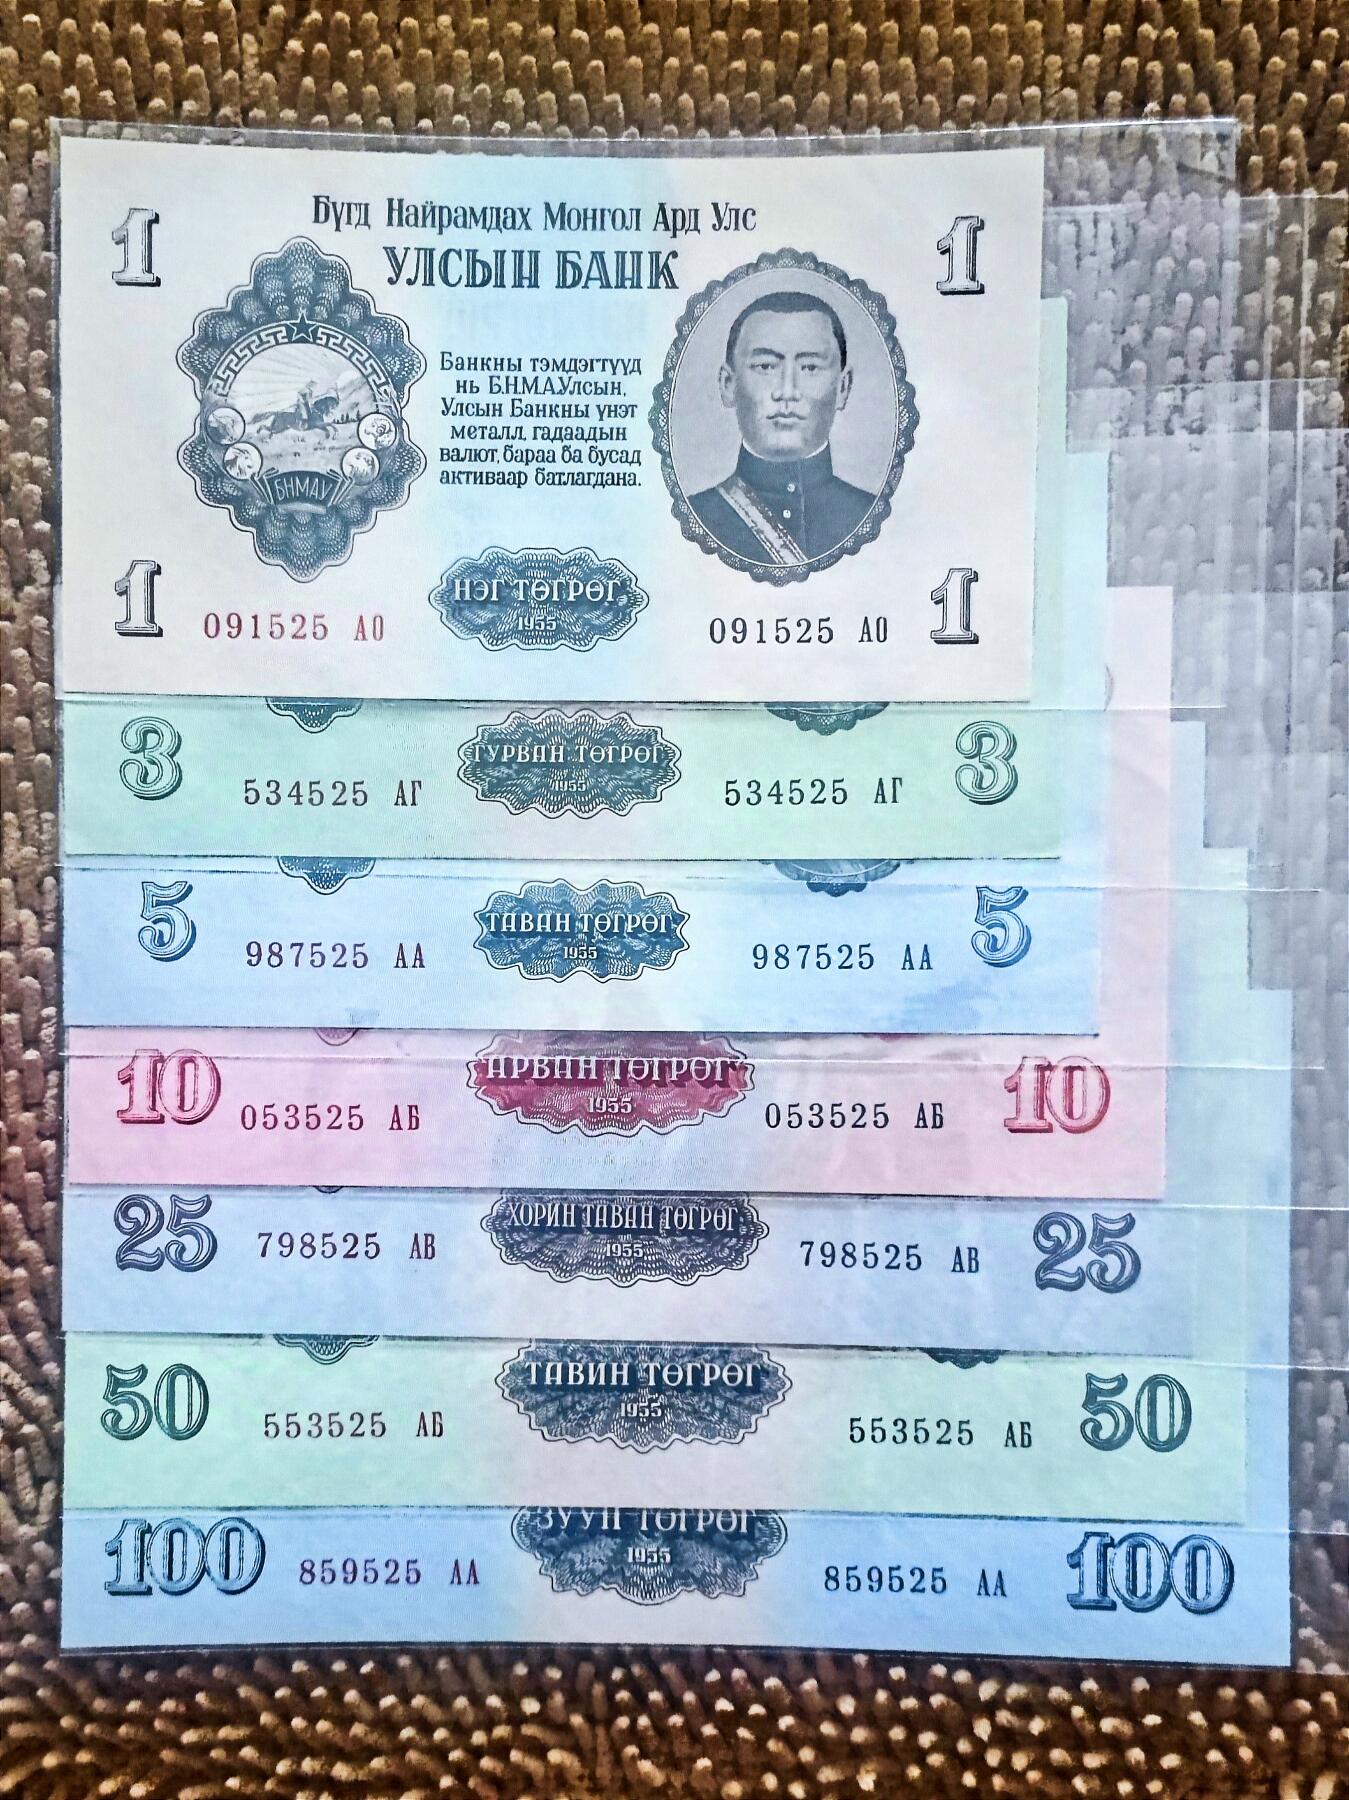 Бүгд Найрамдах Монгол Ард Улс
УЛСЫН БАНК
1 1
Банкны тэмдэгтүүд
нь Б.Н.М.А.Улсын,
Улсын Банкны үнэт
металл, гадаадын
валют, бараа ба бусад
активаар батлагдана.
БНМАУ
НЭГ ТӨГРӨГ
1955
1 091525 АО 091525 АО 1
ГУРВАН ТӨГРӨГ
1955
3 534525 АГ 534525 АГ 3
ТАВАН ТӨГРӨГ
1955
5 987525 АА 987525 АА 5
АРВАН ТӨГРӨГ
1955
10 053525 АБ 053525 АБ 10
ХОРИН ТАВАН ТӨГРӨГ
1955
25 798525 АВ 798525 АВ 25
ТАВИН ТӨГРӨГ
1955
50 553525 АБ 553525 АБ 50
ЗУУН ТӨГРӨГ
1955
100 859525 АА 859525 АА 100